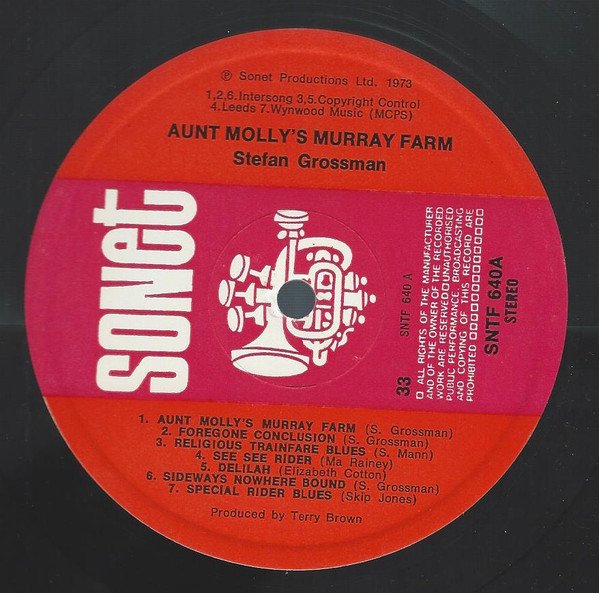 ℗ Sonet Productions Ltd. 1973
1,2,6.Intersong 3,5.Copyright Control
4.Leeds 7.Wynwood Music (MCPS)
AUNT MOLLY'S MURRAY FARM
Stefan Grossman
sonet
SNTF 640 A
33
□ ALL RIGHTS OF THE MANUFACTURER
AND OF THE OWNER OF THE RECORDED
WORK ARE RESERVED□UNAUTHORISED
PUBLIC PERFORMANCE, BROADCASTING
AND COPYING OF THIS RECORD ARE
PROHIBITED □□□□□□□□□□□□
SNTF 640A
STEREO
1. AUNT MOLLY'S MURRAY FARM (S. Grossman)
2. FOREGONE CONCLUSION (S. Grossman)
3. RELIGIOUS TRAINFARE BLUES (S. Mann)
4. SEE SEE RIDER (Ma Rainey)
5. DELILAH (Elizabeth Cotton)
6. SIDEWAYS NOWHERE BOUND (S. Grossman)
7. SPECIAL RIDER BLUES (Skip Jones)
Produced by Terry Brown